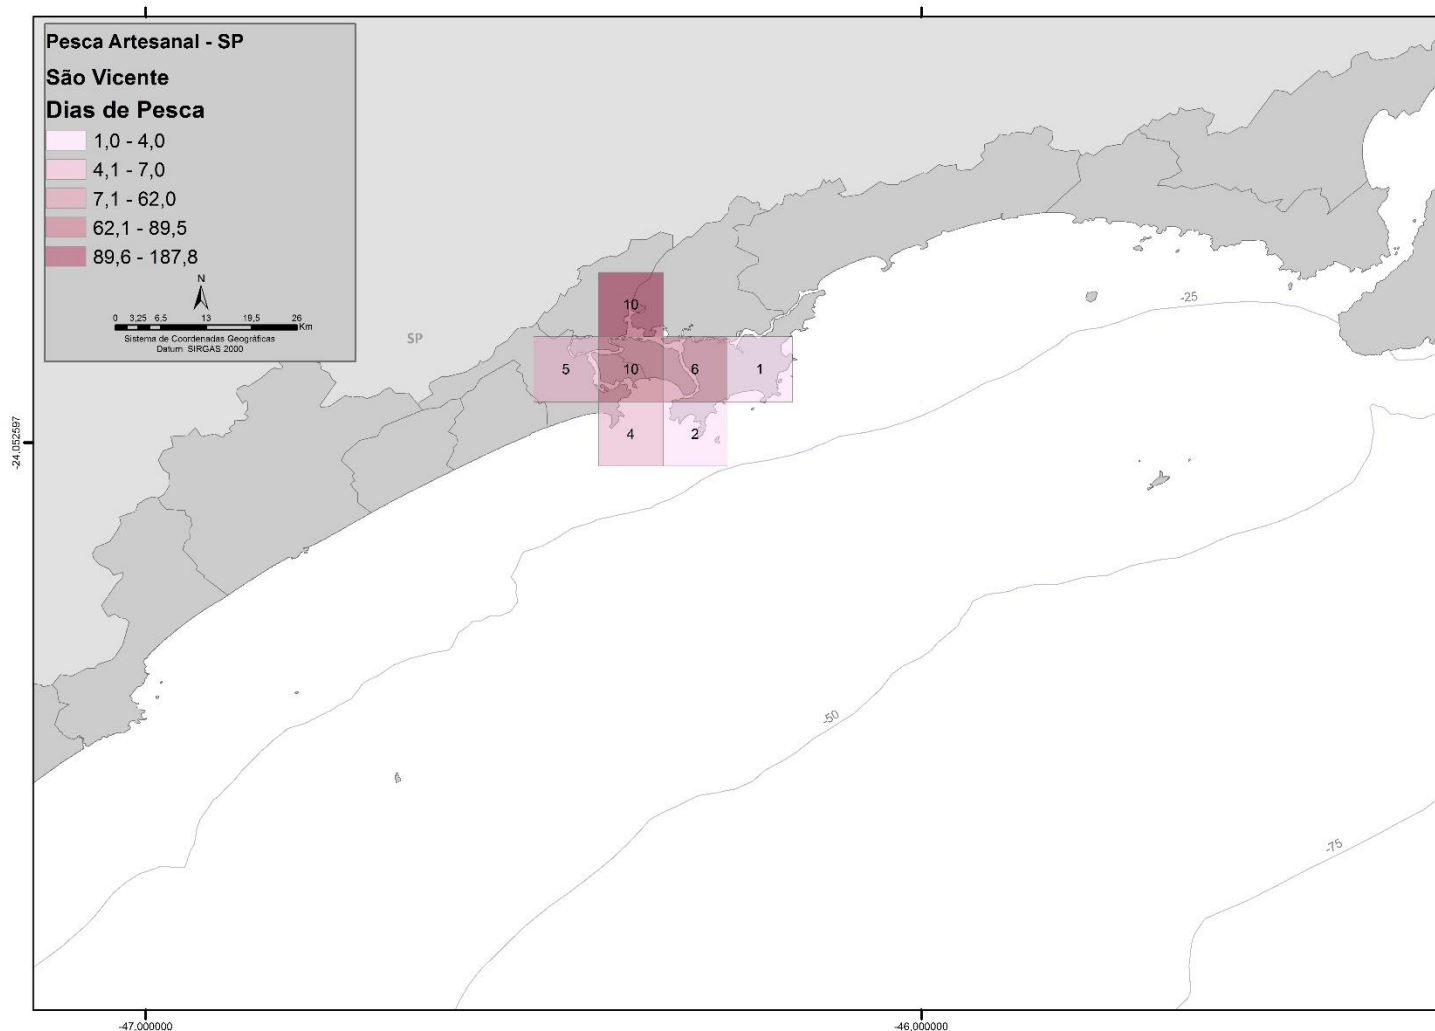 Pesca Artesanal - SP
São Vicente
Dias de Pesca
1,0 - 4,0
4,1 - 7,0
7,1 - 62,0
62,1 - 89,5
89,6 - 187,8
N
0 3,25 6,5 13 19,5 26
Km
Sistema de Coordenadas Geográficas
Datum SIRGAS 2000
SP
-25
10
5 10 6 1
4 2
-24,052597
-50
-75
-47,000000 -46,000000